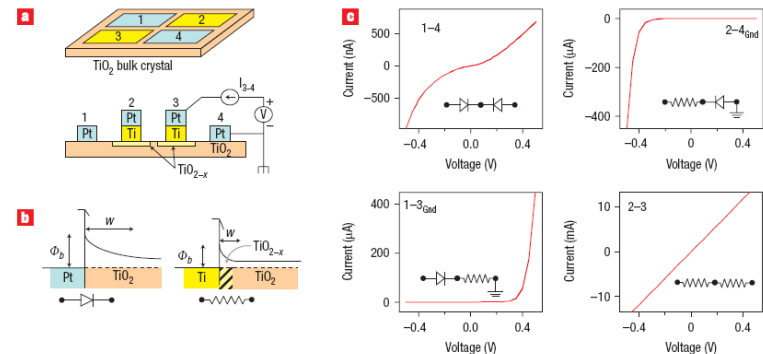 a
1
2
3
4
TiO2 bulk crystal
I3–4
1
2
3
4
+
V
–
Pt
Pt
Pt
Pt
Ti
Ti
TiO2
TiO2–x
b
w
Φb
Pt
TiO2
w
Φb
TiO2–x
Ti
TiO2
c
1–4
Current (nA)
500
0
–500
–0.4
0
0.4
Voltage (V)
2–4Gnd
Current (µA)
0
–200
–400
–0.4
0
0.4
Voltage (V)
1–3Gnd
Current (µA)
400
200
0
–0.4
0.0
0.4
Voltage (V)
2–3
Current (mA)
10
0
–10
–0.4
0
0.4
Voltage (V)